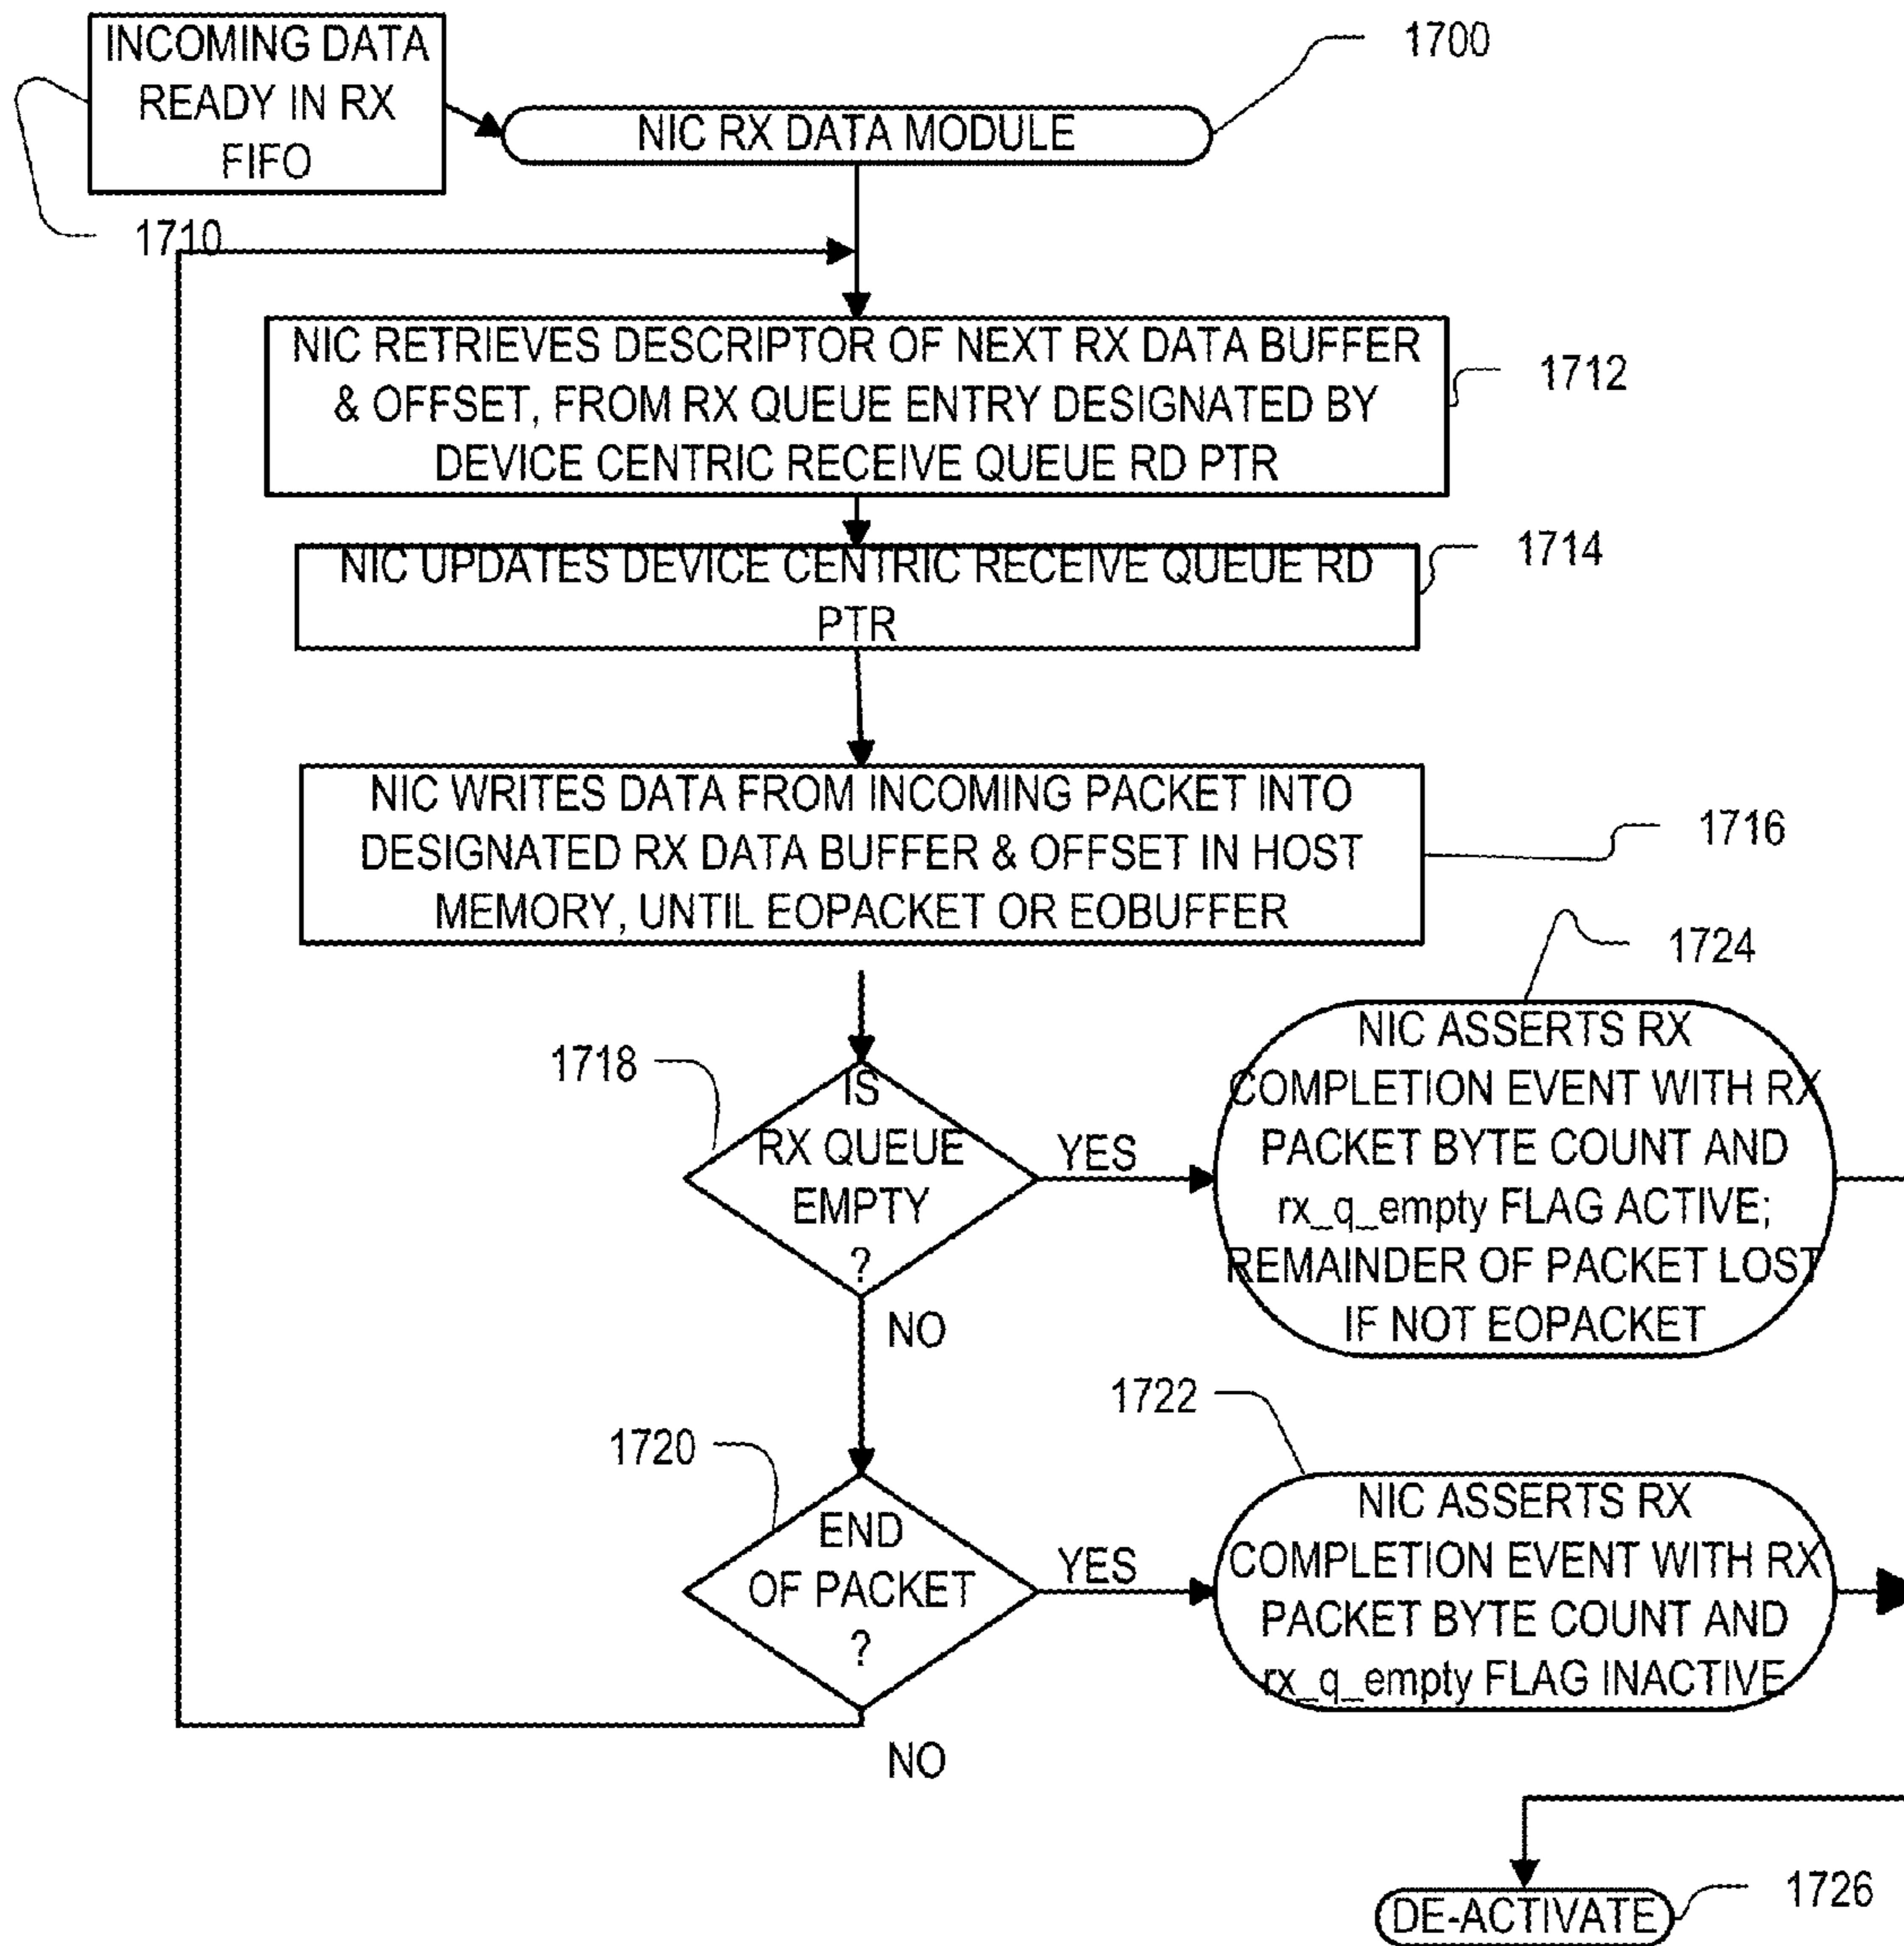 INCOMING DATA
READY IN RX
FIFO
1700
NIC RX DATA MODULE
1710
NIC RETRIEVES DESCRIPTOR OF NEXT RX DATA BUFFER
& OFFSET, FROM RX QUEUE ENTRY DESIGNATED BY
DEVICE CENTRIC RECEIVE QUEUE RD PTR
1712
NIC UPDATES DEVICE CENTRIC RECEIVE QUEUE RD
PTR
1714
NIC WRITES DATA FROM INCOMING PACKET INTO
DESIGNATED RX DATA BUFFER & OFFSET IN HOST
MEMORY, UNTIL EOPACKET OR EOBUFFER
1716
1718
IS
RX QUEUE
EMPTY
?
YES
NO
1724
NIC ASSERTS RX
COMPLETION EVENT WITH RX
PACKET BYTE COUNT AND
rx_q_empty FLAG ACTIVE;
REMAINDER OF PACKET LOST
IF NOT EOPACKET
1720
END
OF PACKET
?
YES
NO
1722
NIC ASSERTS RX
COMPLETION EVENT WITH RX
PACKET BYTE COUNT AND
rx_q_empty FLAG INACTIVE
DE-ACTIVATE
1726